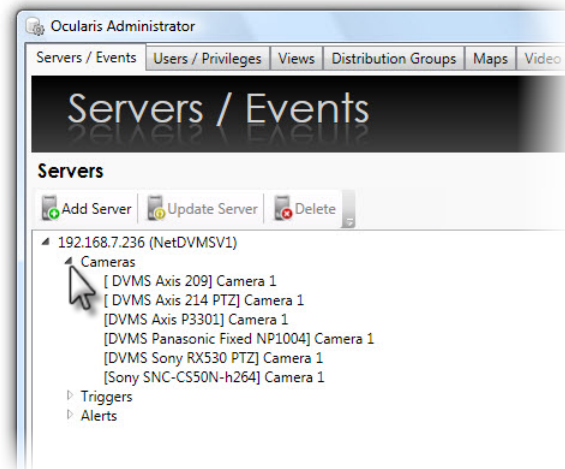 Ocularis Administrator
Servers / Events Users / Privileges Views Distribution Groups Maps Video
Servers / Events
Servers
Add Server Update Server Delete
192.168.7.236 (NetDVMSV1)
Cameras
[ DVMS Axis 209] Camera 1
[ DVMS Axis 214 PTZ] Camera 1
[DVMS Axis P3301] Camera 1
[DVMS Panasonic Fixed NP1004] Camera 1
[DVMS Sony RX530 PTZ] Camera 1
[Sony SNC-CS50N-h264] Camera 1
Triggers
Alerts